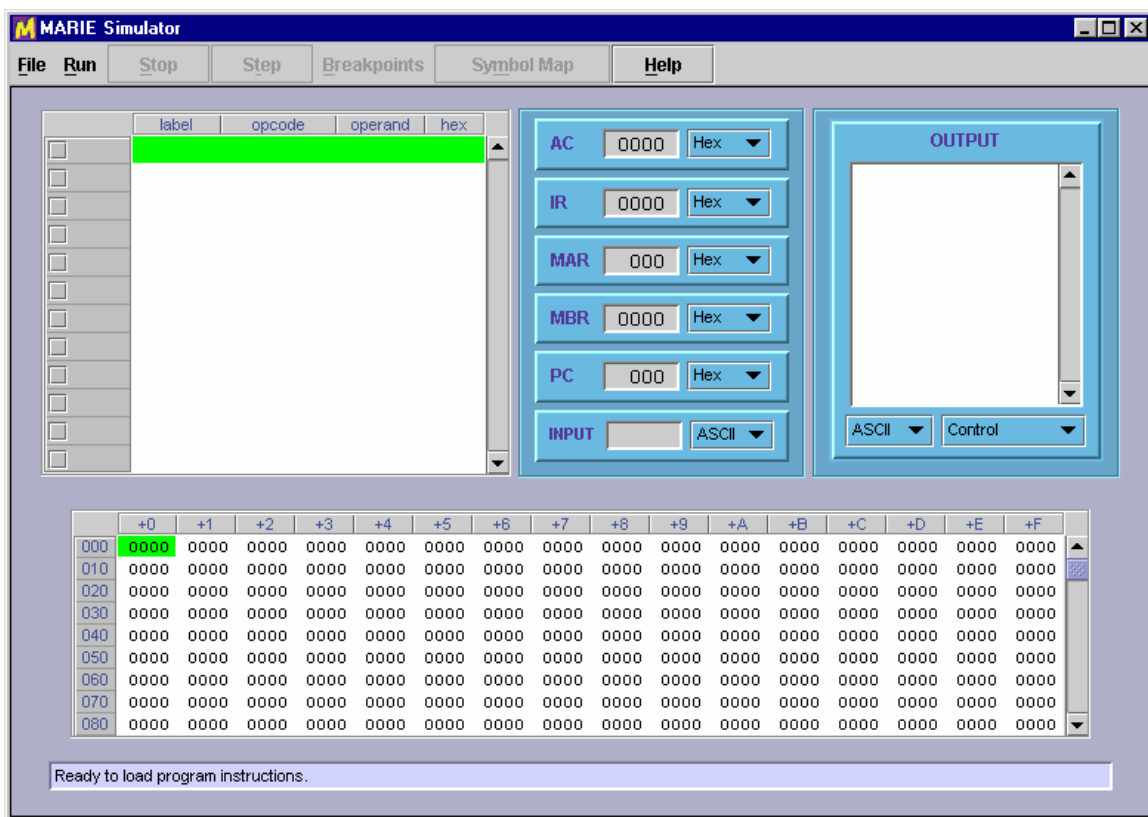 MARIE Simulator
File Run Stop Step Breakpoints Symbol Map Help
label opcode operand hex
AC 0000 Hex
IR 0000 Hex
MAR 000 Hex
MBR 0000 Hex
PC 000 Hex
INPUT ASCII
OUTPUT
ASCII Control
+0 +1 +2 +3 +4 +5 +6 +7 +8 +9 +A +B +C +D +E +F
000 0000 0000 0000 0000 0000 0000 0000 0000 0000 0000 0000 0000 0000 0000 0000 0000
010 0000 0000 0000 0000 0000 0000 0000 0000 0000 0000 0000 0000 0000 0000 0000 0000
020 0000 0000 0000 0000 0000 0000 0000 0000 0000 0000 0000 0000 0000 0000 0000 0000
030 0000 0000 0000 0000 0000 0000 0000 0000 0000 0000 0000 0000 0000 0000 0000 0000
040 0000 0000 0000 0000 0000 0000 0000 0000 0000 0000 0000 0000 0000 0000 0000 0000
050 0000 0000 0000 0000 0000 0000 0000 0000 0000 0000 0000 0000 0000 0000 0000 0000
060 0000 0000 0000 0000 0000 0000 0000 0000 0000 0000 0000 0000 0000 0000 0000 0000
070 0000 0000 0000 0000 0000 0000 0000 0000 0000 0000 0000 0000 0000 0000 0000 0000
080 0000 0000 0000 0000 0000 0000 0000 0000 0000 0000 0000 0000 0000 0000 0000 0000
Ready to load program instructions.